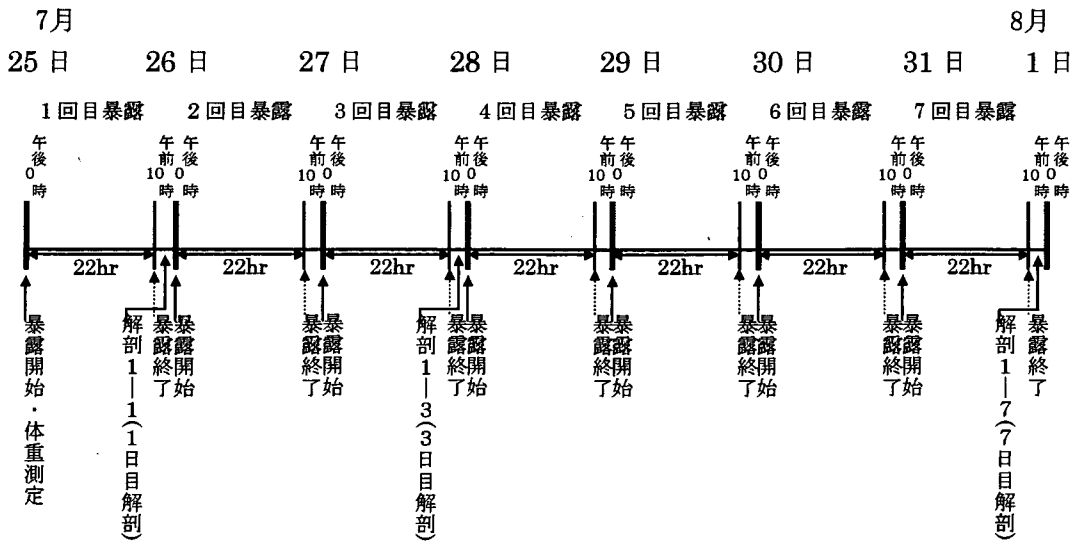 7月
8月
25日
26日
27日
28日
29日
30日
31日
1日
1回目暴露
2回目暴露
3回目暴露
4回目暴露
5回目暴露
6回目暴露
7回目暴露
午後0時
午前10時
午後0時
午前10時
午後0時
午前10時
午後0時
午前10時
午後0時
午前10時
午後0時
午前10時
午後0時
午前10時
午後0時
22hr
22hr
22hr
22hr
22hr
22hr
22hr
暴露開始・体重測定
解剖1―1(1日目解剖)
暴露終了
暴露開始
暴露終了
暴露開始
解剖1―3(3日目解剖)
暴露終了
暴露開始
暴露終了
暴露開始
暴露終了
暴露開始
暴露終了
暴露開始
解剖1―7(7日目解剖)
暴露終了